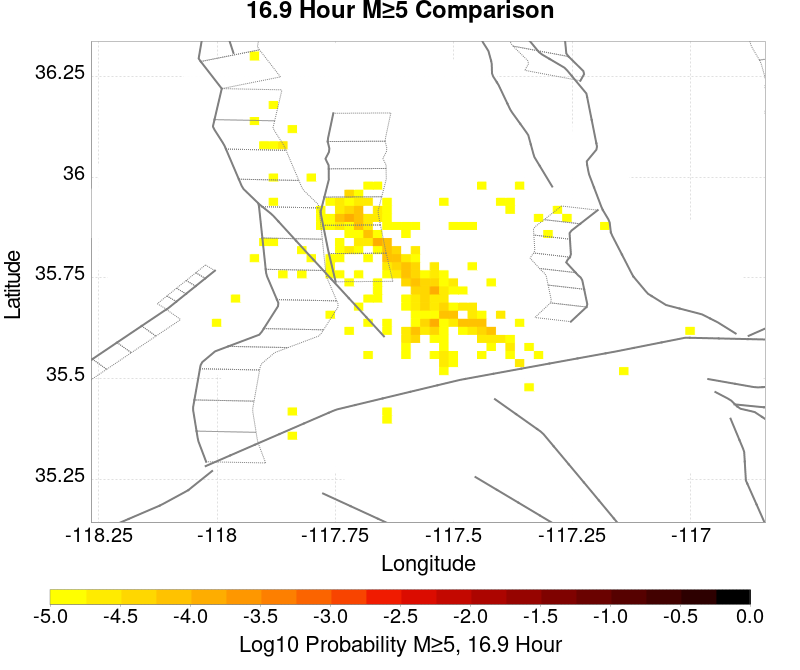 16.9 Hour M≥5 Comparison
36.25
36
35.75
35.5
35.25
Latitude
-118.25 -118 -117.75 -117.5 -117.25 -117
Longitude
-5.0 -4.5 -4.0 -3.5 -3.0 -2.5 -2.0 -1.5 -1.0 -0.5 0.0
Log10 Probability M≥5, 16.9 Hour